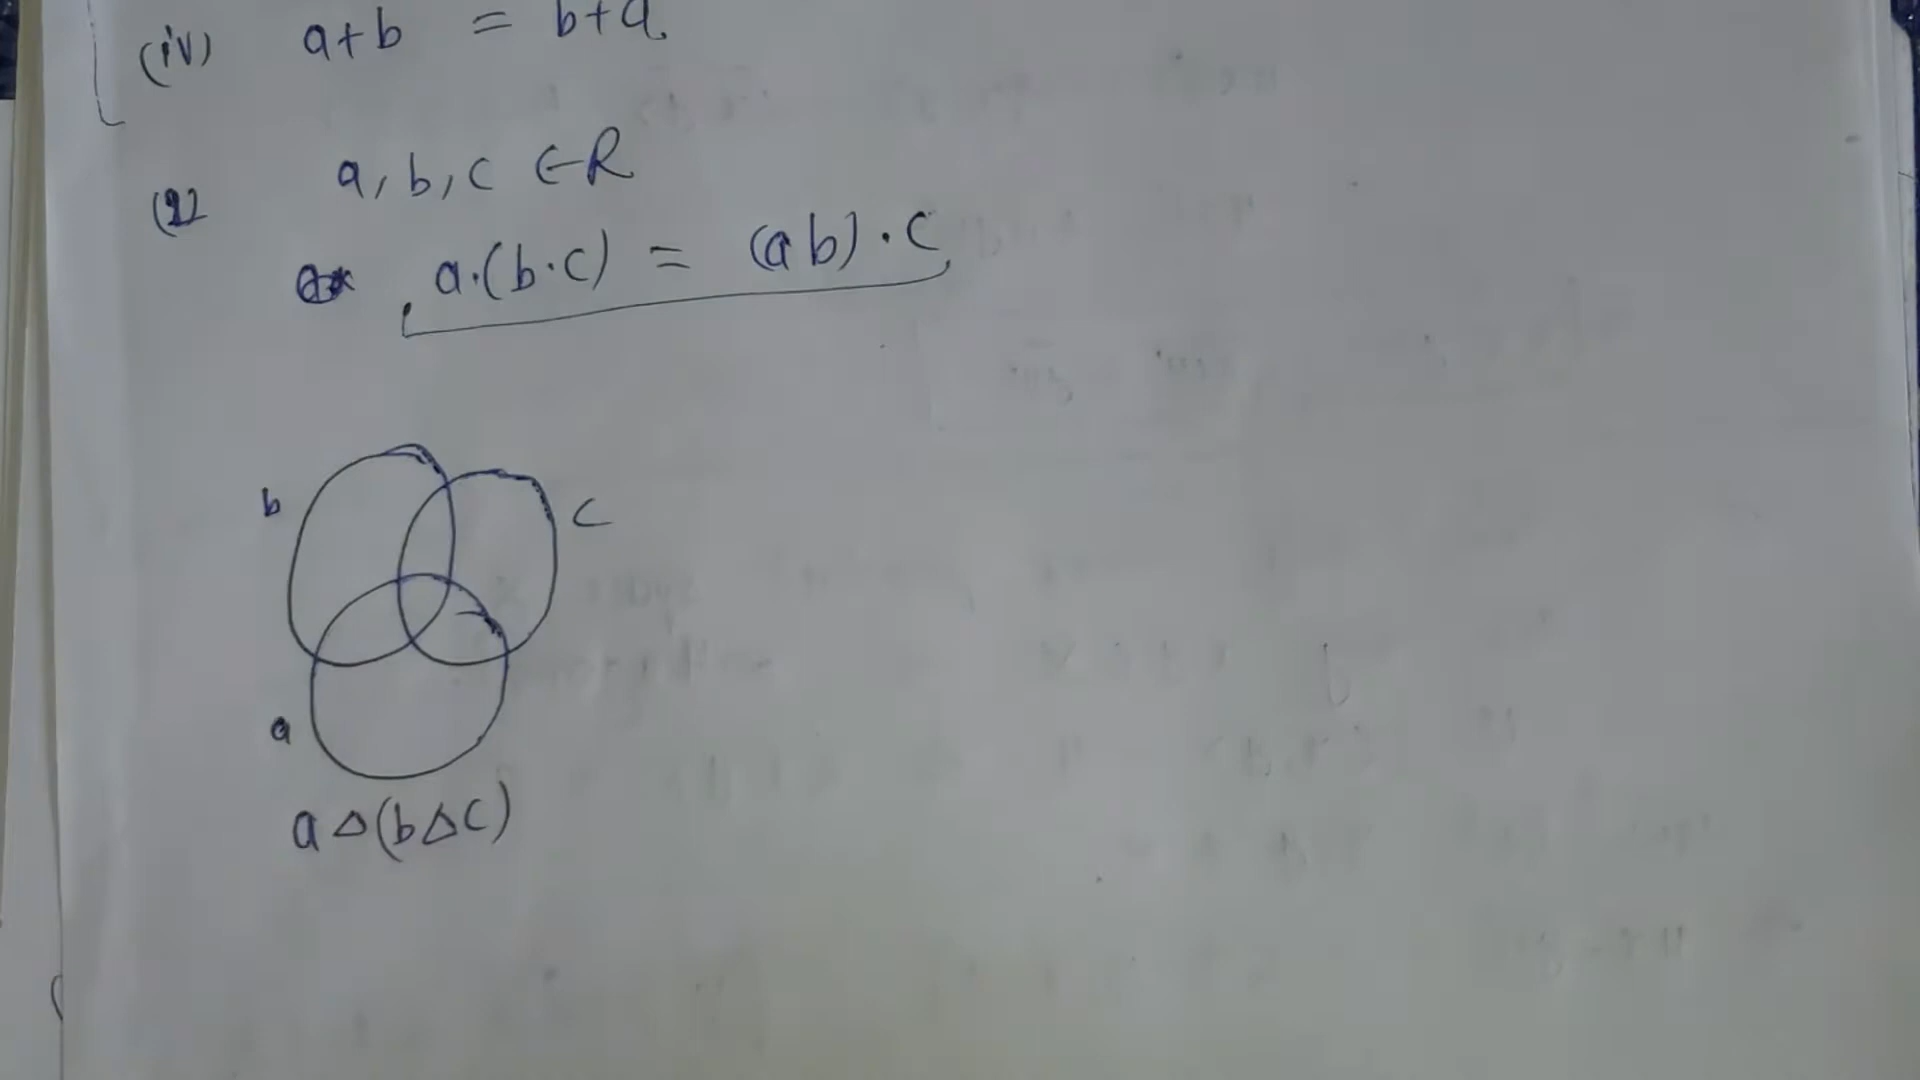 (iv) a+b = b+a
(2) a, b, c ∈ R
a·(b·c) = (ab)·c
b
c
a
a△(b△c)